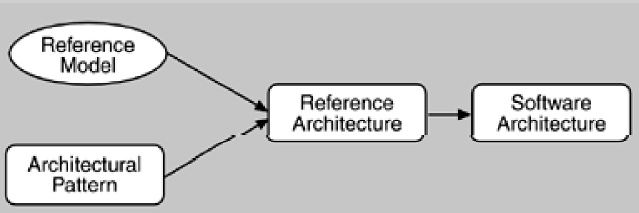 Reference
Model
Reference
Architecture
Software
Architecture
Architectural
Pattern